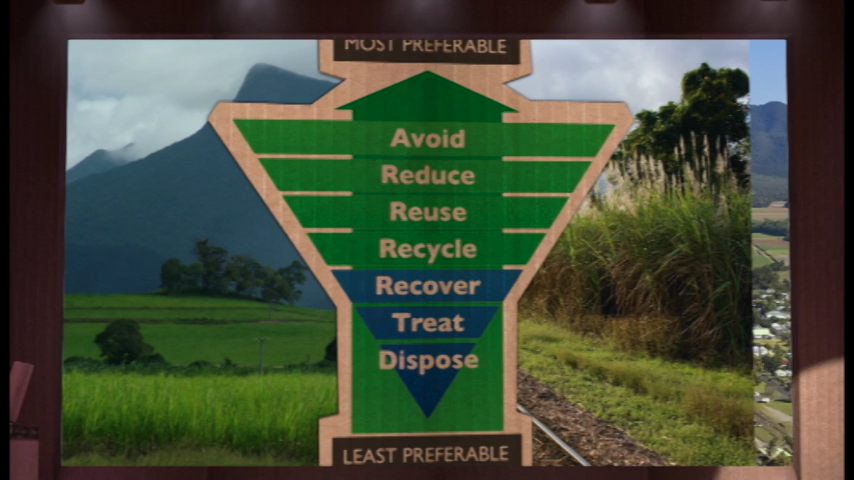 MOST PREFERABLE
Avoid
Reduce
Reuse
Recycle
Recover
Treat
Dispose
LEAST PREFERABLE